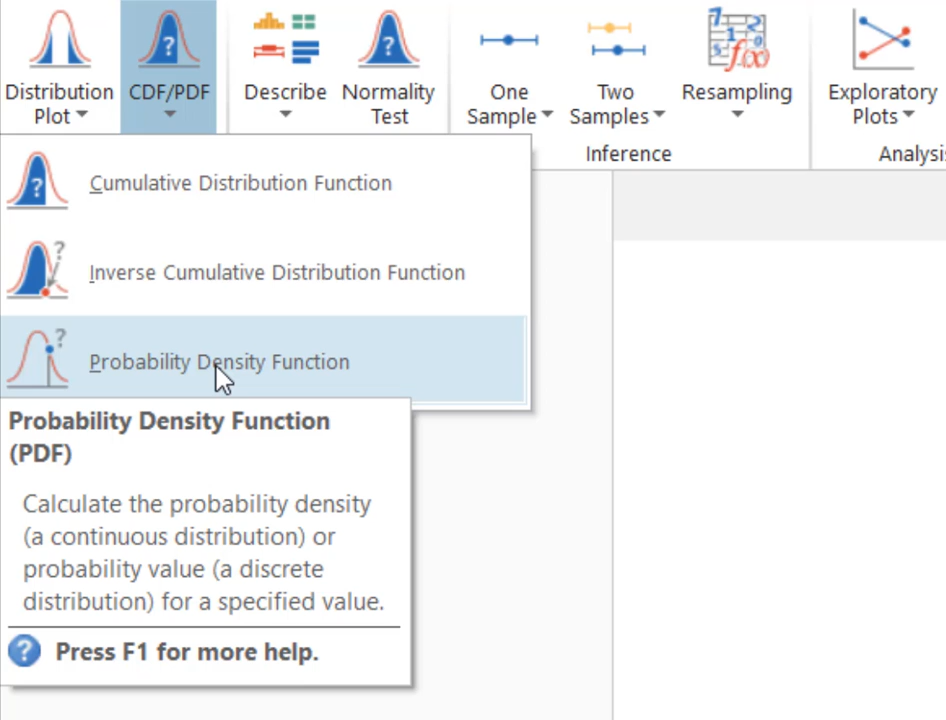 Distribution Plot
CDF/PDF
Describe
Normality Test
One Sample
Two Samples
Resampling
Exploratory Plots
Inference
Cumulative Distribution Function
Inverse Cumulative Distribution Function
Probability Density Function
Probability Density Function
(PDF)
Calculate the probability density
(a continuous distribution) or
probability value (a discrete
distribution) for a specified value.
Press F1 for more help.